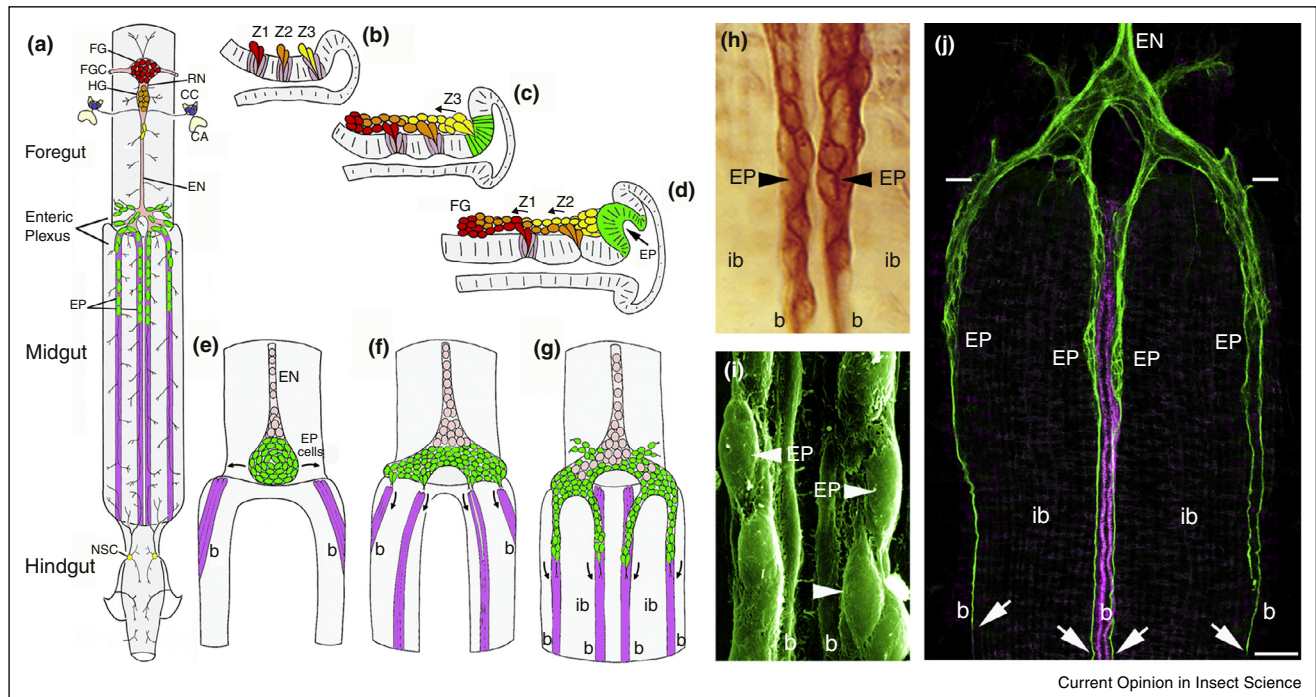 (a)
FG
FGC
HG
RN
CC
CA
Foregut
EN
Enteric
Plexus
EP
Midgut
NSC
Hindgut
Z1 Z2 Z3 (b)
(c)
Z3
(d)
FG Z1 Z2
EP
(e)
EN
EP
cells
b b
(f)
b b
(g)
ib ib
b b b b
(h)
EP EP
ib ib
b b
(i)
EP
EP
b b
(j)
EN
EP EP EP EP
ib ib
b b b
Current Opinion in Insect Science